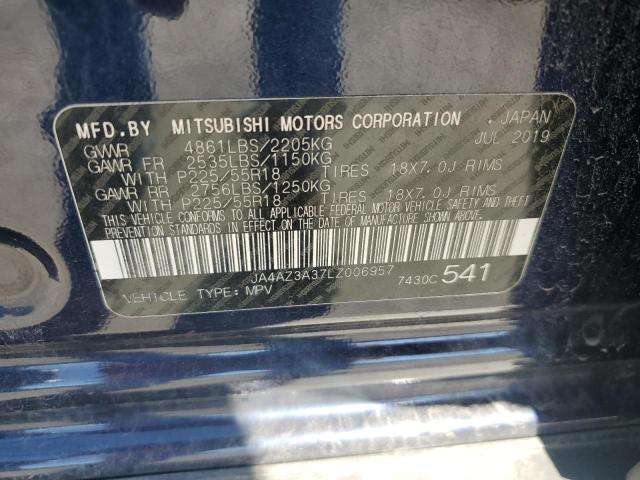 MFD.BY MITSUBISHI MOTORS CORPORATION . JAPAN
GVWR 4861LBS/2205KG JUL 2019
GAWR FR 2535LBS/1150KG
WITH P225/55R18 TIRES 18X7.0J RIMS
GAWR RR 2756LBS/1250KG
WITH P225/55R18 TIRES 18X7.0J RIMS
THIS VEHICLE CONFORMS TO ALL APPLICABLE FEDERAL MOTOR VEHICLE SAFETY AND THEFT
PREVENTION STANDARDS IN EFFECT ON THE DATE OF MANUFACTURE SHOWN ABOVE.
JA4AZ3A37LZ006957 7430C 541
VEHICLE TYPE: MPV